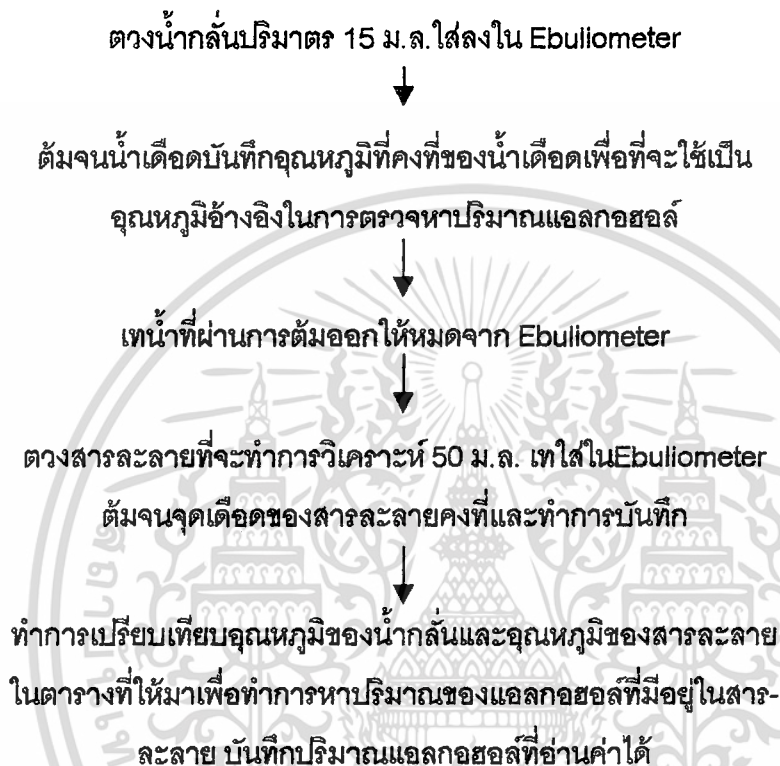 ตวงน้ำกลั่นปริมาตร 15 ม.ล.ใส่ลงใน Ebuliometer
ต้มจนน้ำเดือดบันทึกอุณหภูมิที่คงที่ของน้ำเดือดเพื่อที่จะใช้เป็น
อุณหภูมิอ้างอิงในการตรวจหาปริมาณแอลกอฮอล์
เทน้ำที่ผ่านการต้มออกให้หมดจาก Ebuliometer
ตวงสารละลายที่จะทำการวิเคราะห์ 50 ม.ล. เทใส่ในEbuliometer
ต้มจนจุดเดือดของสารละลายคงที่และทำการบันทึก
ทำการเปรียบเทียบอุณหภูมิของน้ำกลั่นและอุณหภูมิของสารละลาย
ในตารางที่ให้มาเพื่อทำการหาปริมาณของแอลกอฮอล์ที่มีอยู่ในสาร-
ละลาย บันทึกปริมาณแอลกอฮอล์ที่อ่านค่าได้